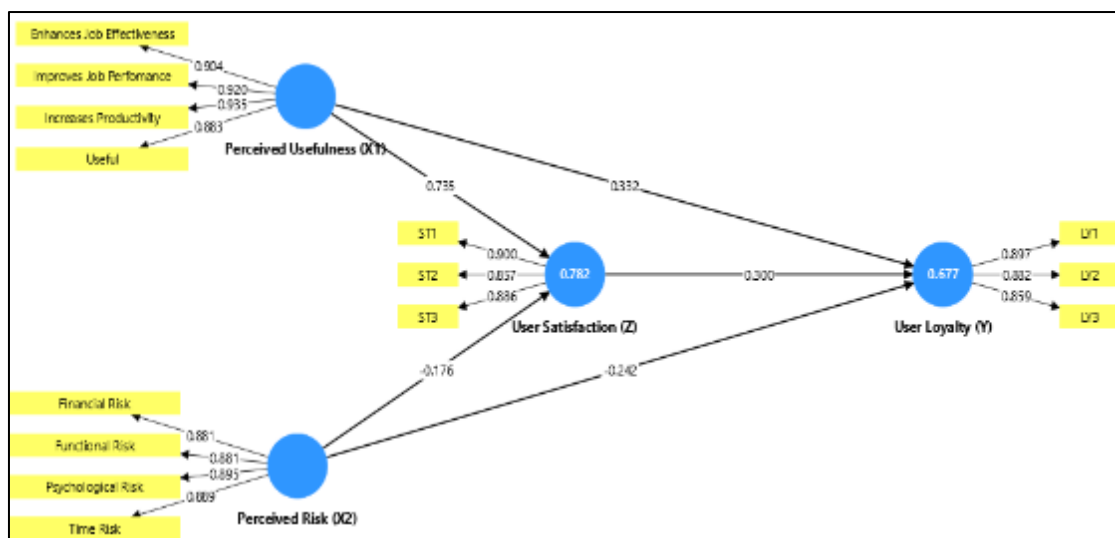 Enhances Job Effectiveness
0.904
Improves Job Perfomance
0.920
0.935
Increases Productivity
0.883
Useful
Perceived Usefulness (X1)
0.735
0.332
ST1
0.900
ST2
0.857
0.886
ST3
0.782
User Satisfaction (Z)
0.300
0.677
User Loyalty (Y)
LY1
0.897
LY2
0.882
0.859
LY3
-0.176
-0.242
Financial Risk
0.881
Functional Risk
0.881
0.895
Psychological Risk
0.889
Time Risk
Perceived Risk (X2)